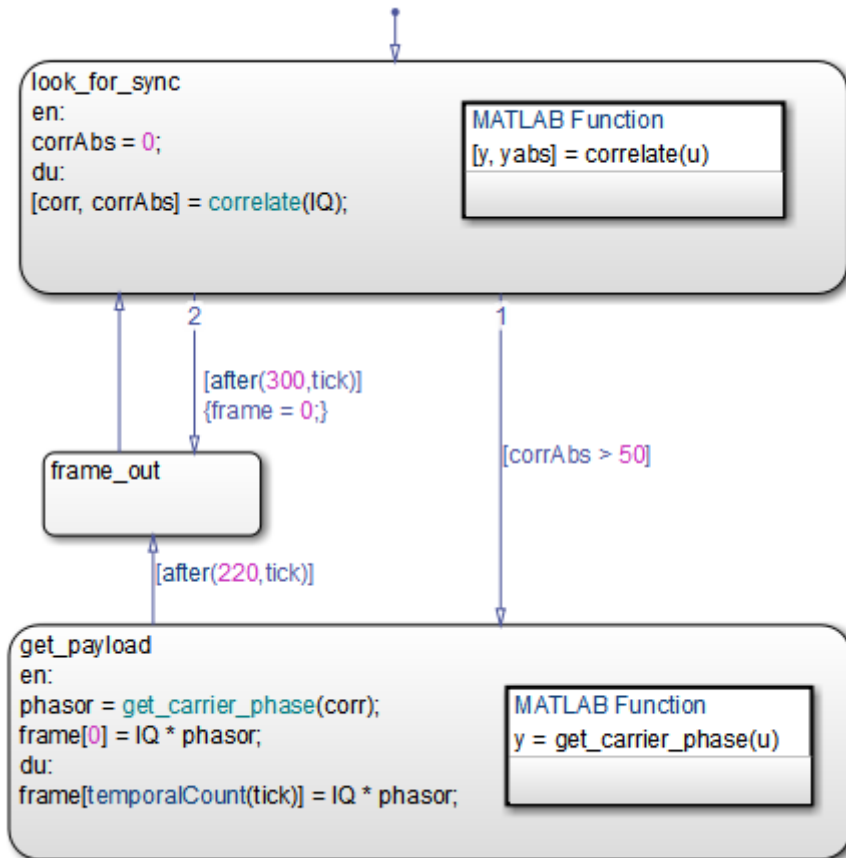 look_for_sync
en:
corrAbs = 0;
du:
[corr, corrAbs] = correlate(IQ);
MATLAB Function
[y, yabs] = correlate(u)
2
1
[after(300,tick)]
{frame = 0;}
[corrAbs > 50]
frame_out
[after(220,tick)]
get_payload
en:
phasor = get_carrier_phase(corr);
frame[0] = IQ * phasor;
du:
frame[temporalCount(tick)] = IQ * phasor;
MATLAB Function
y = get_carrier_phase(u)